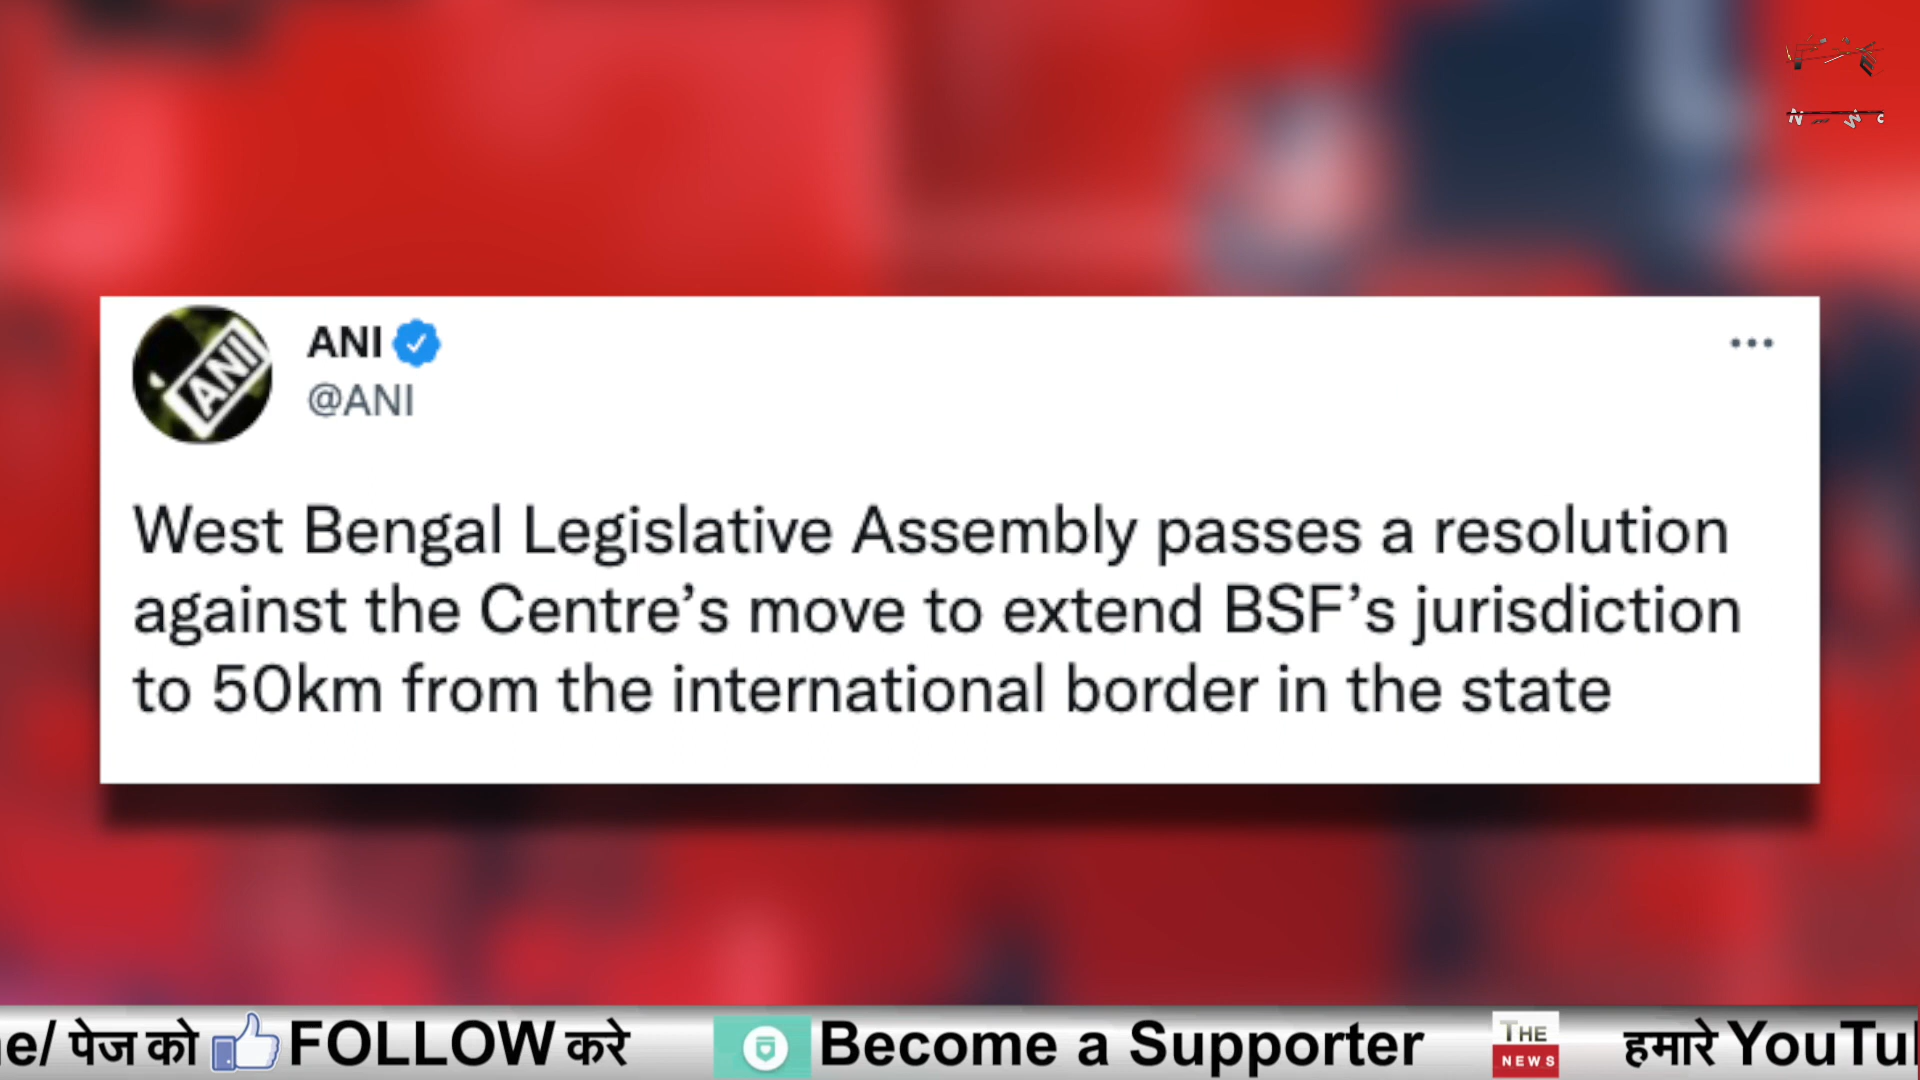 ANI
ANI
@ANI
West Bengal Legislative Assembly passes a resolution
against the Centre’s move to extend BSF’s jurisdiction
to 50km from the international border in the state
e/ पेज को FOLLOW करे Become a Supporter THE NEWS हमारे YouTu